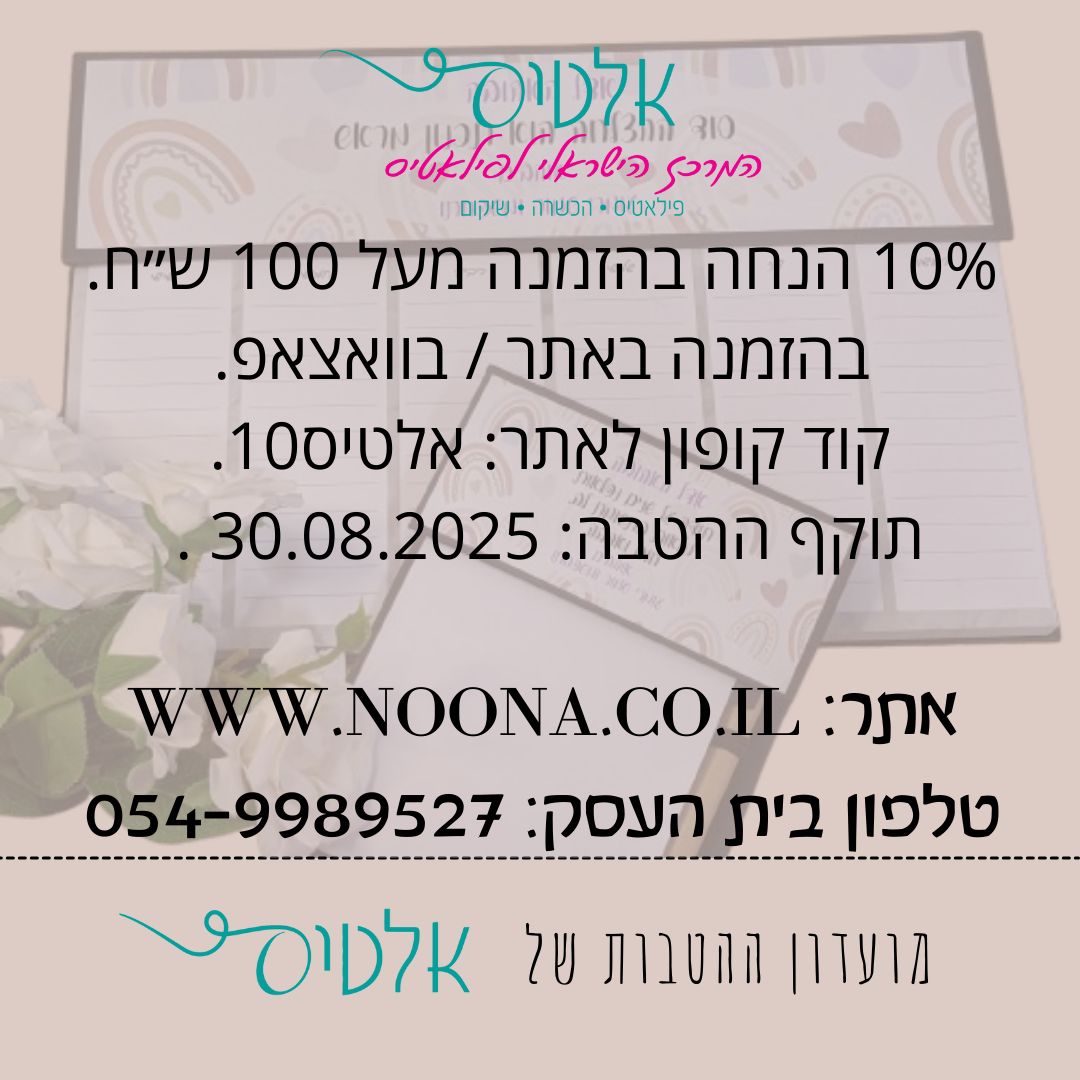 אלטיס
המרכז הישראלי לפילאטיס
פילאטיס • הכשרה • שיקום
10% הנחה בהזמנה מעל 100 ש״ח.
בהזמנה באתר / בוואצאפ.
קוד קופון לאתר: אלטיס10.
תוקף ההטבה: 30.08.2025 .
אתר: WWW.NOONA.CO.IL
טלפון בית העסק: 054-9989527
מועדון ההטבות של אלטיס